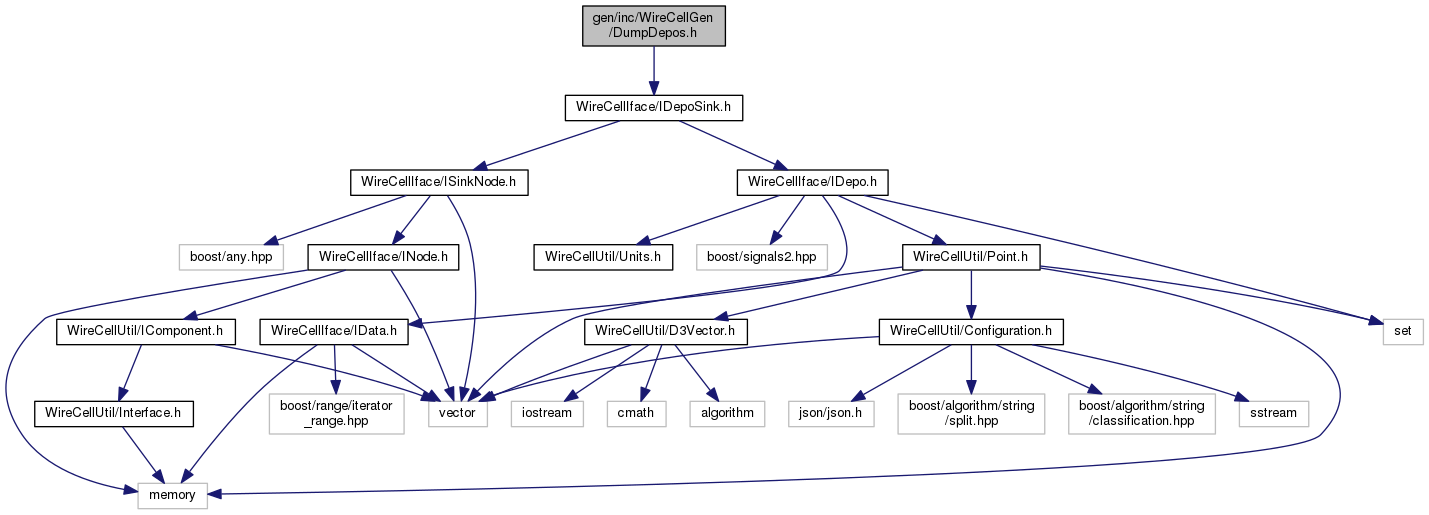 gen/inc/WireCellGen
/DumpDepos.h
WireCellIface/IDepoSink.h
WireCellIface/ISinkNode.h
WireCellIface/IDepo.h
boost/any.hpp
WireCellIface/INode.h
WireCellUtil/Units.h
boost/signals2.hpp
WireCellUtil/Point.h
WireCellUtil/IComponent.h
WireCellIface/IData.h
WireCellUtil/D3Vector.h
WireCellUtil/Configuration.h
set
WireCellUtil/Interface.h
boost/range/iterator
_range.hpp
vector
iostream
cmath
algorithm
json/json.h
boost/algorithm/string
/split.hpp
boost/algorithm/string
/classification.hpp
sstream
memory